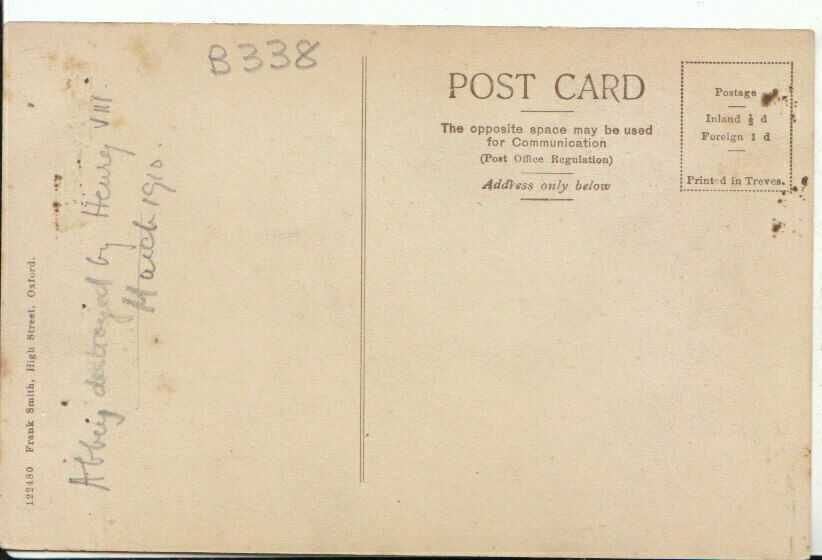 B338
Abbey destroyed by Henry VIII.
March 1910.
122480 Frank Smith, High Street, Oxford.
POST CARD
The opposite space may be used
for Communication
(Post Office Regulation)
Address only below
Postage
Inland ½ d
Foreign 1 d
Printed in Treves.